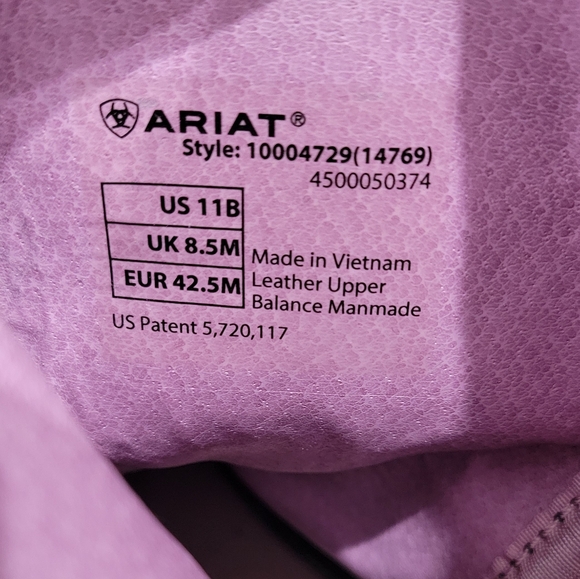 ARIAT®
Style: 10004729(14769)
4500050374
US 11B
UK 8.5M
EUR 42.5M
Made in Vietnam
Leather Upper
Balance Manmade
US Patent 5,720,117